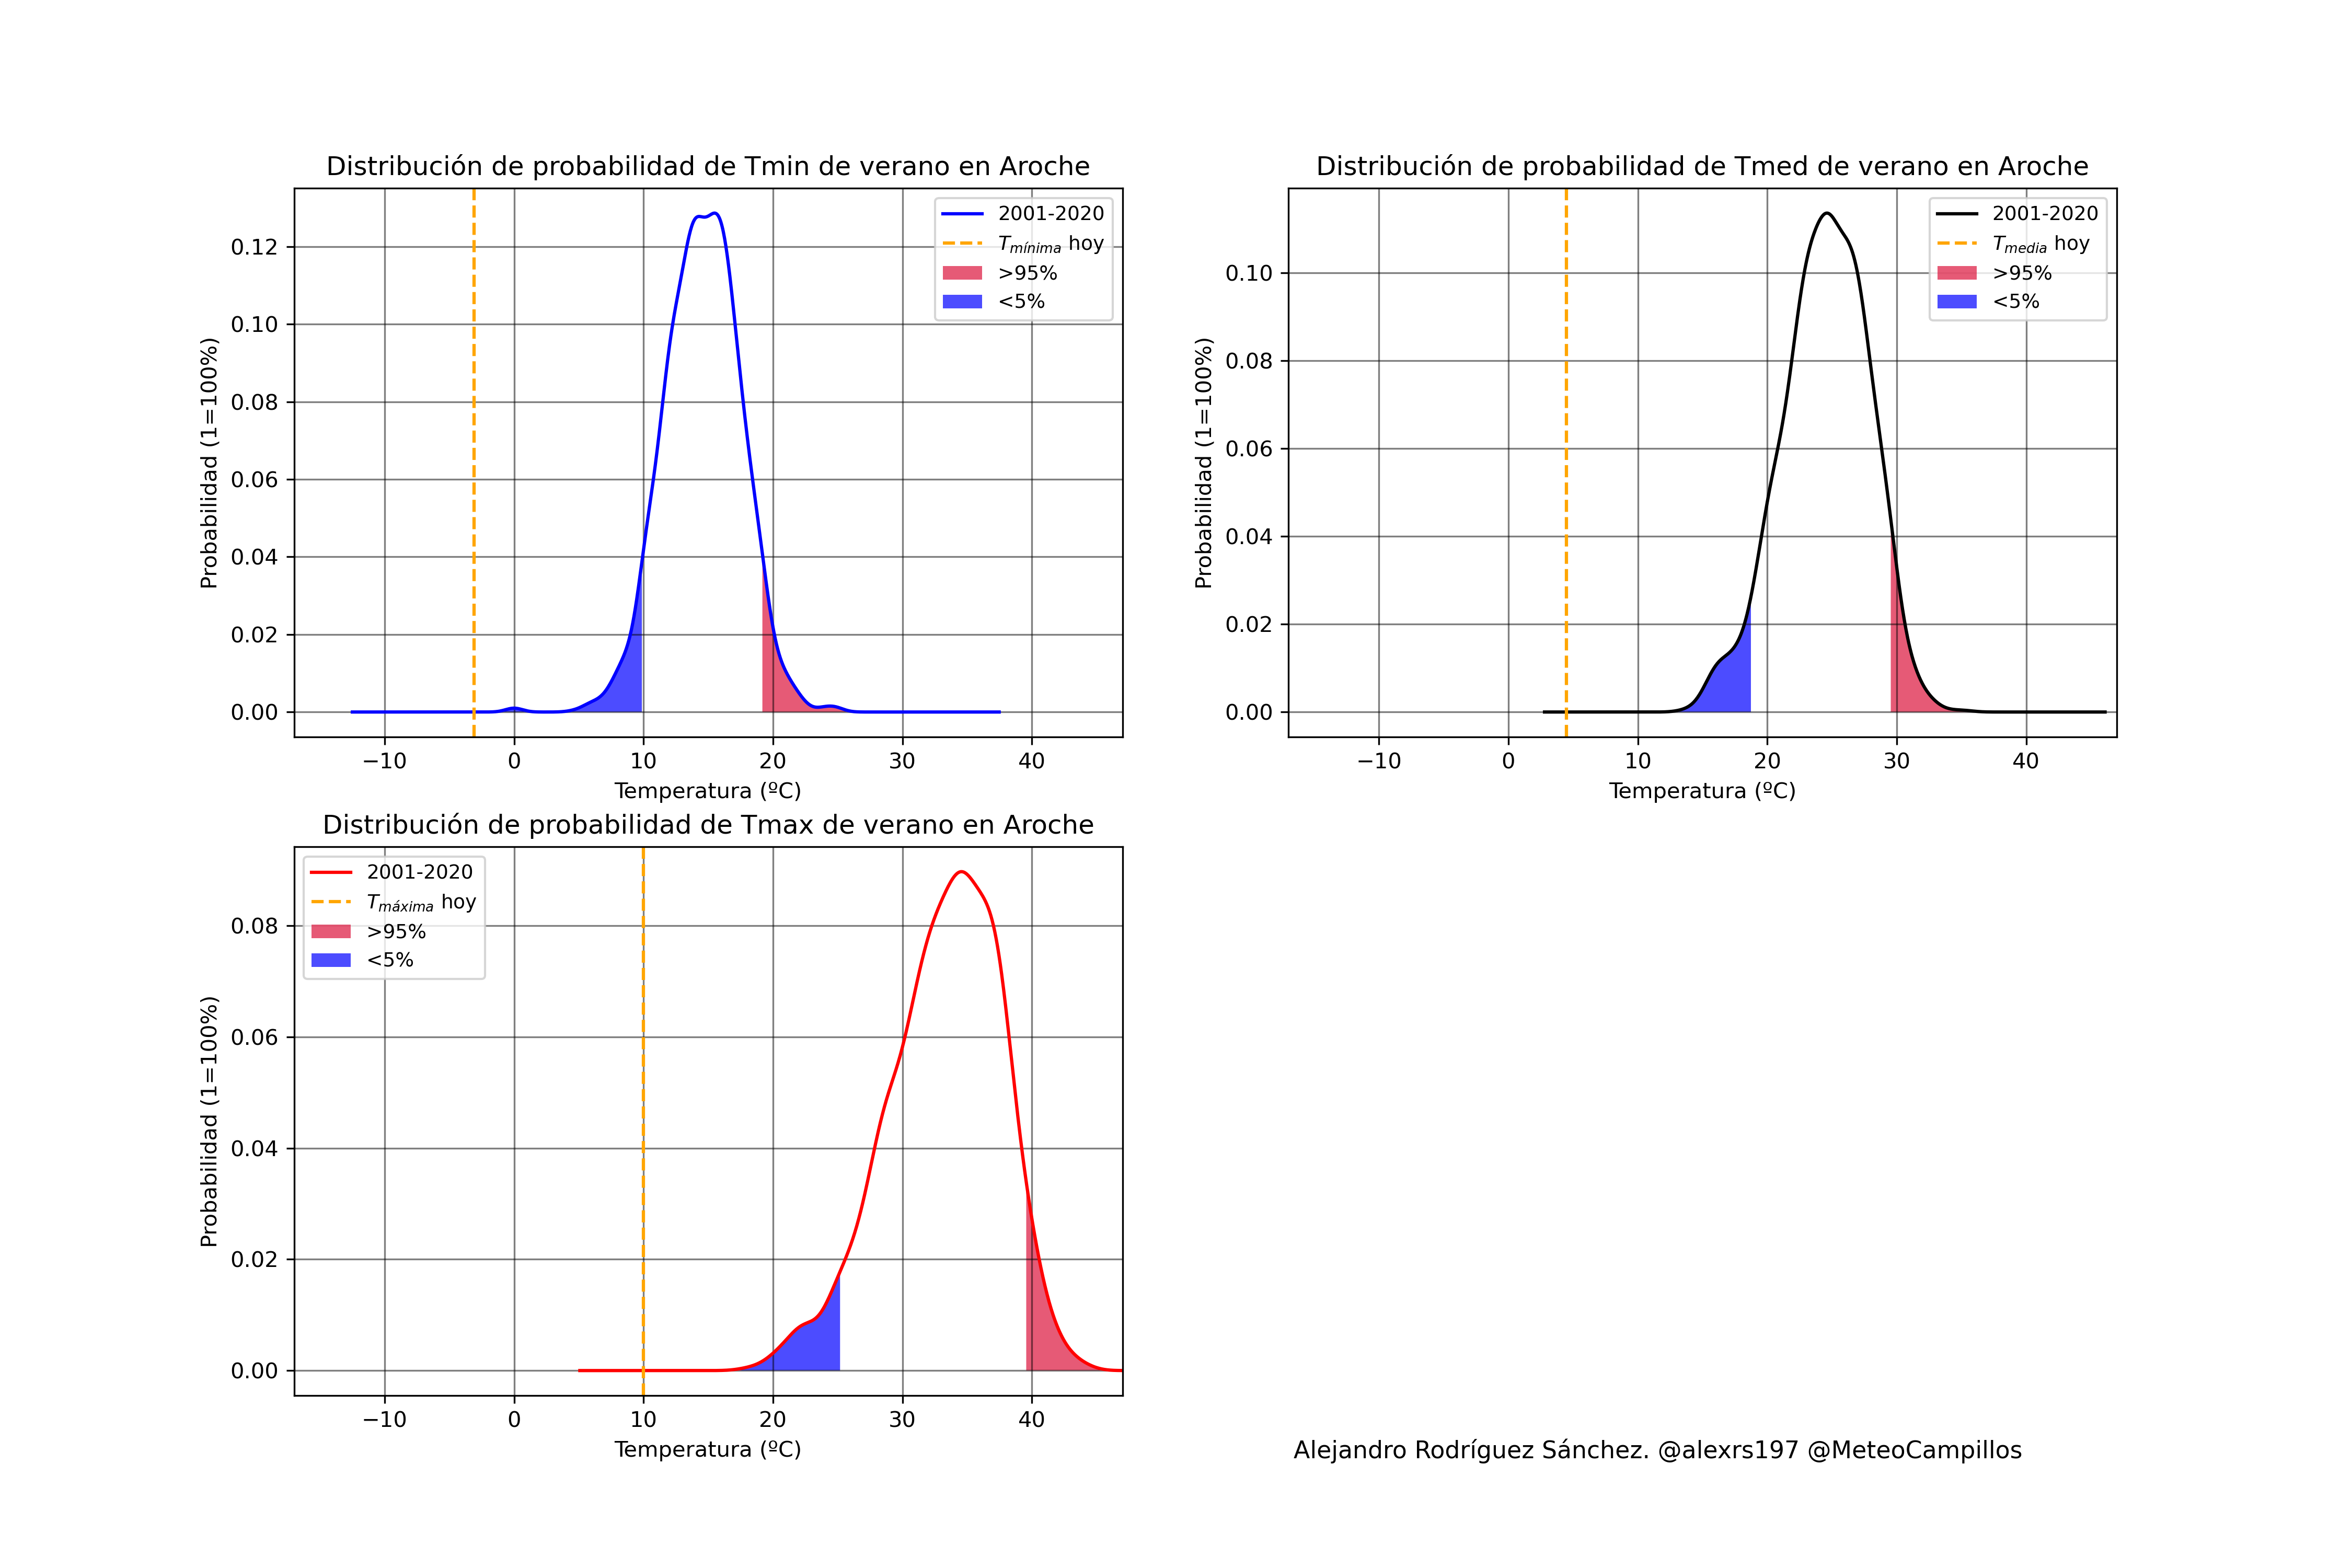 Distribución de probabilidad de Tmin de verano en Aroche
Probabilidad (1=100%)
0.12
0.10
0.08
0.06
0.04
0.02
0.00
2001-2020
Tmínima hoy
>95%
<5%
−10 0 10 20 30 40
Temperatura (ºC)
Distribución de probabilidad de Tmed de verano en Aroche
Probabilidad (1=100%)
0.10
0.08
0.06
0.04
0.02
0.00
2001-2020
Tmedia hoy
>95%
<5%
−10 0 10 20 30 40
Temperatura (ºC)
Distribución de probabilidad de Tmax de verano en Aroche
Probabilidad (1=100%)
0.08
0.06
0.04
0.02
0.00
2001-2020
Tmáxima hoy
>95%
<5%
−10 0 10 20 30 40
Temperatura (ºC)
Alejandro Rodríguez Sánchez. @alexrs197 @MeteoCampillos